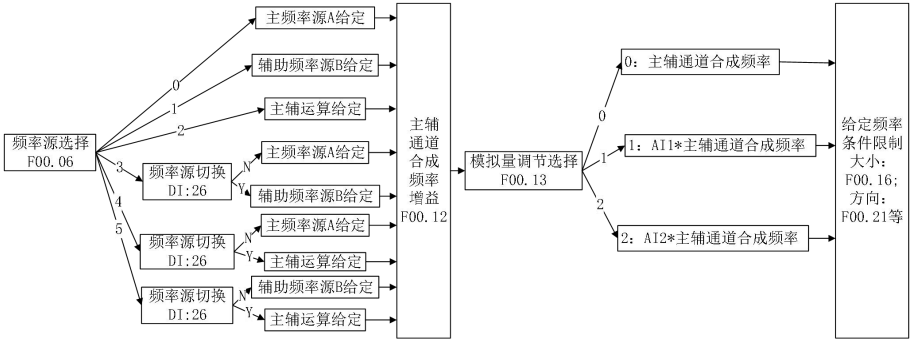 频率源选择
F00.06
0
1
2
3
4
5
主频率源A给定
辅助频率源B给定
主辅运算给定
频率源切换
DI:26
N
Y
主频率源A给定
辅助频率源B给定
频率源切换
DI:26
N
Y
主频率源A给定
主辅运算给定
频率源切换
DI:26
N
Y
辅助频率源B给定
主辅运算给定
主辅
通道
合成
频率
增益
F00.12
模拟量调节选择
F00.13
0
1
2
0：主辅通道合成频率
1：AI1*主辅通道合成频率
2：AI2*主辅通道合成频率
给定频率
条件限制
大小：
F00.16;
方向：
F00.21等